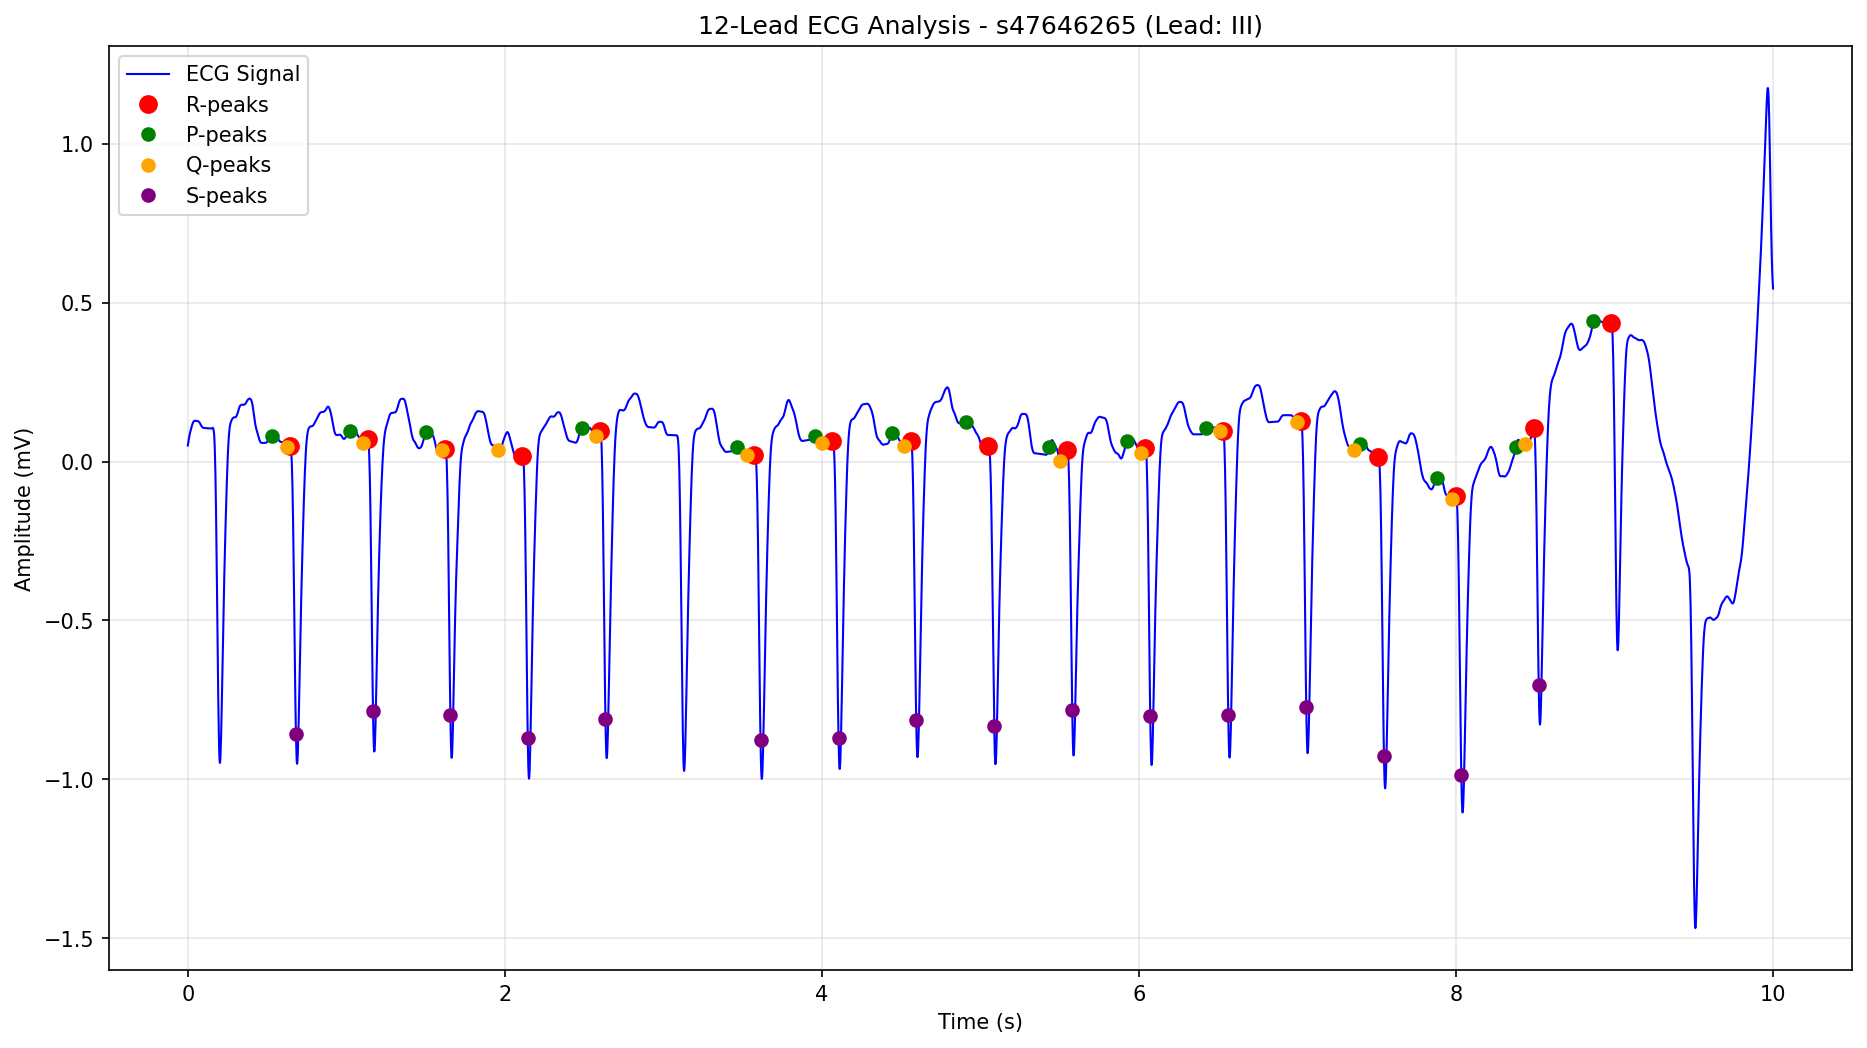 12-Lead ECG Analysis - s47646265 (Lead: III)
ECG Signal
R-peaks
P-peaks
Q-peaks
S-peaks
Amplitude (mV)
1.0
0.5
0.0
−0.5
−1.0
−1.5
0 2 4 6 8 10
Time (s)